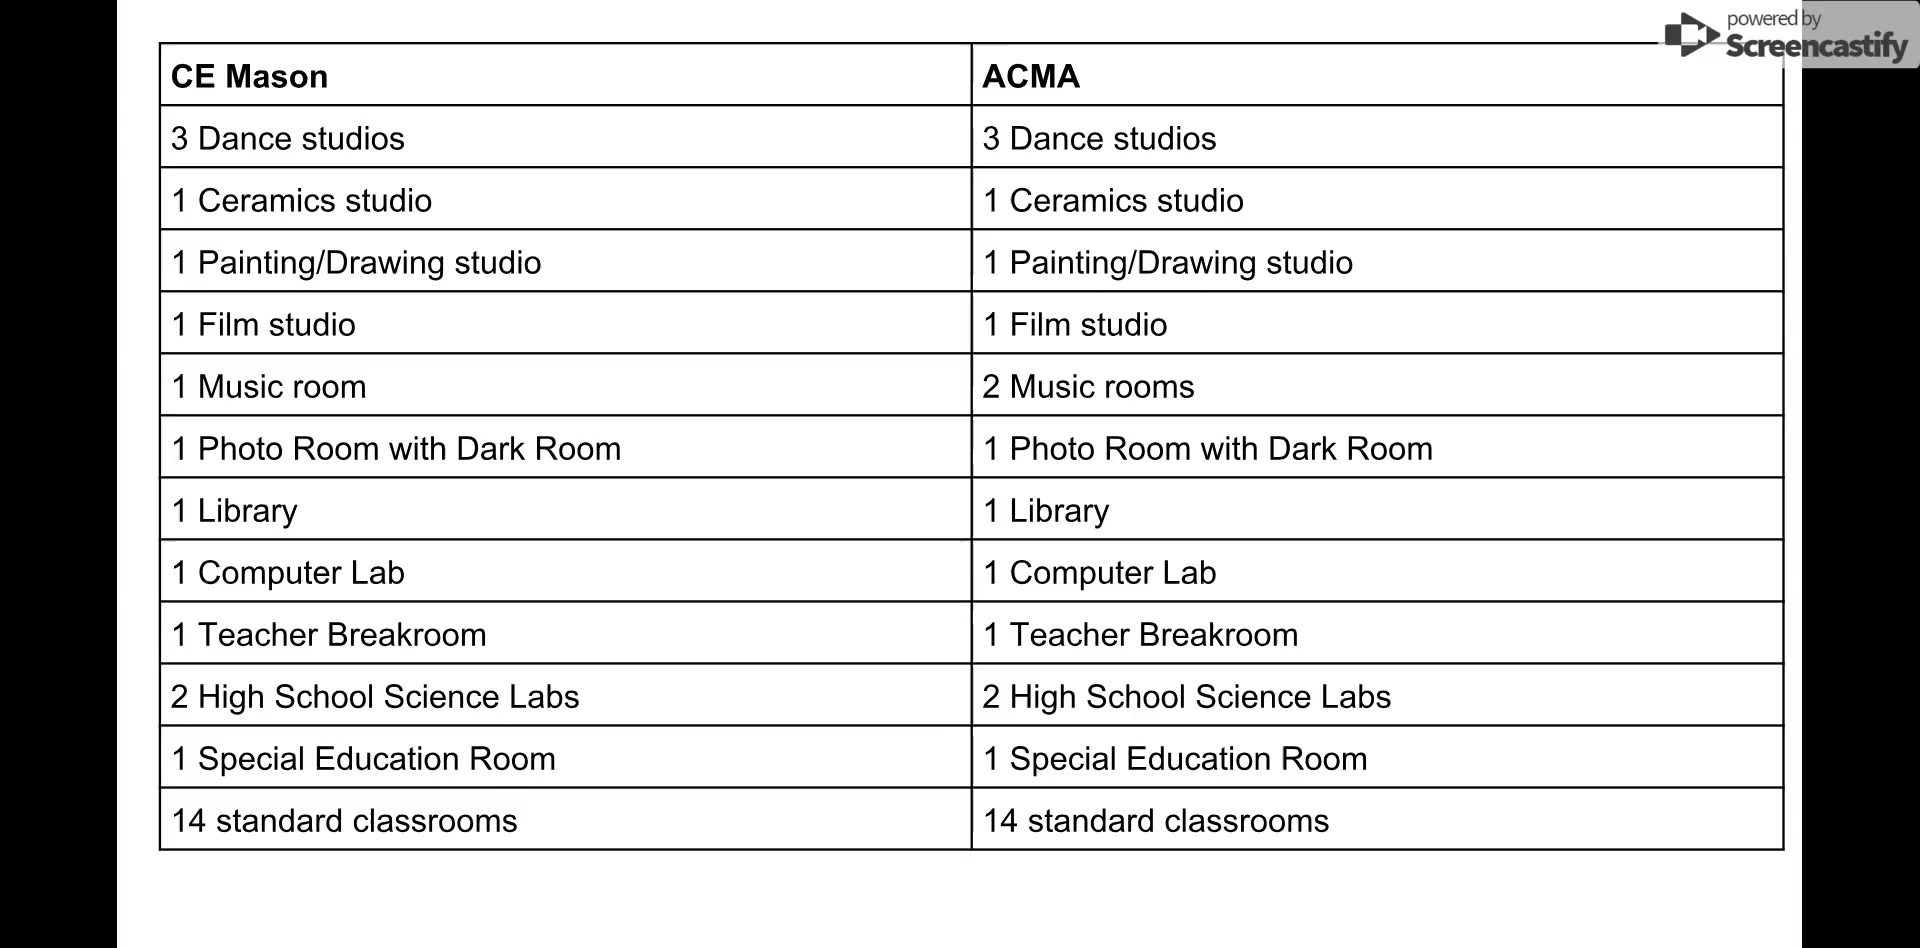 powered by
Screencastify
CE Mason
ACMA
3 Dance studios
3 Dance studios
1 Ceramics studio
1 Ceramics studio
1 Painting/Drawing studio
1 Painting/Drawing studio
1 Film studio
1 Film studio
1 Music room
2 Music rooms
1 Photo Room with Dark Room
1 Photo Room with Dark Room
1 Library
1 Library
1 Computer Lab
1 Computer Lab
1 Teacher Breakroom
1 Teacher Breakroom
2 High School Science Labs
2 High School Science Labs
1 Special Education Room
1 Special Education Room
14 standard classrooms
14 standard classrooms